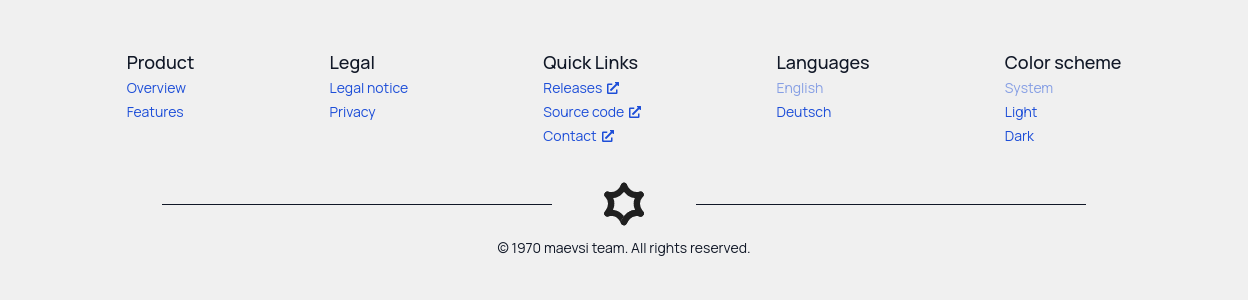 Product
Overview
Features
Legal
Legal notice
Privacy
Quick Links
Releases
Source code
Contact
Languages
English
Deutsch
Color scheme
System
Light
Dark
© 1970 maevsi team. All rights reserved.